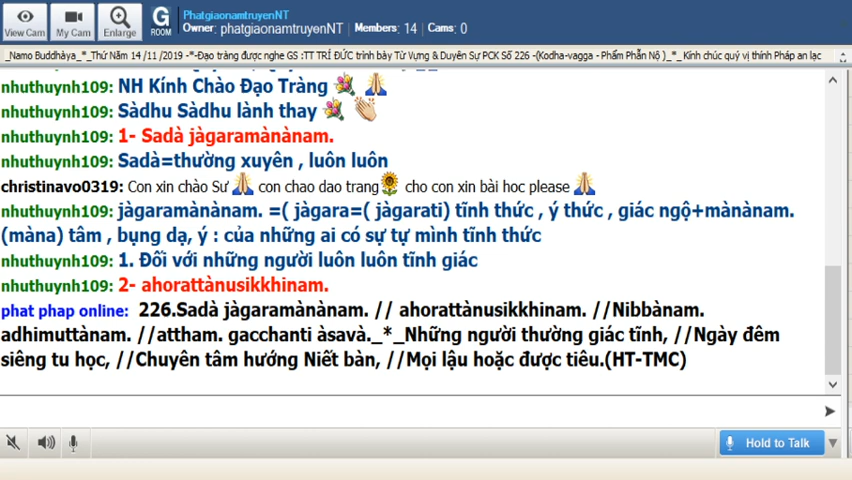 View Cam
My Cam
Enlarge
G
ROOM
PhatgiaonamtruyenNT
Owner: phatgiaonamtruyenNT | Members: 14 | Cams: 0
_Namo Buddhàya_*_Thứ Năm 14 /11 /2019 -*-Đạo tràng được nghe GS :TT TRÍ ĐỨC trình bày Từ Vựng & Duyên Sự PCK Số 226 -(Kodha-vagga - Phẩm Phẫn Nộ )_*_ Kính chúc quý vị thính Pháp an lạc
nhuthuynh109: NH Kính Chào Đạo Tràng
nhuthuynh109: Sàdhu Sàdhu lành thay
nhuthuynh109: 1- Sadà jàgaramànànam.
nhuthuynh109: Sadà=thường xuyên , luôn luôn
christinavo0319: Con xin chào Sư con chao dao trang cho con xin bài hoc please
nhuthuynh109: jàgaramànànam. =( jàgara=( jàgarati) tĩnh thức , ý thức , giác ngộ+mànànam.
(màna) tâm , bụng dạ, ý : của những ai có sự tự mình tĩnh thức
nhuthuynh109: 1. Đối với những người luôn luôn tĩnh giác
nhuthuynh109: 2- ahorattànusikkhinam.
phat phap online: 226.Sadà jàgaramànànam. // ahorattànusikkhinam. //Nibbànam.
adhimuttànam. //attham. gacchanti àsavà._*_Những người thường giác tĩnh, //Ngày đêm
siêng tu học, //Chuyên tâm hướng Niết bàn, //Mọi lậu hoặc được tiêu.(HT-TMC)
Hold to Talk